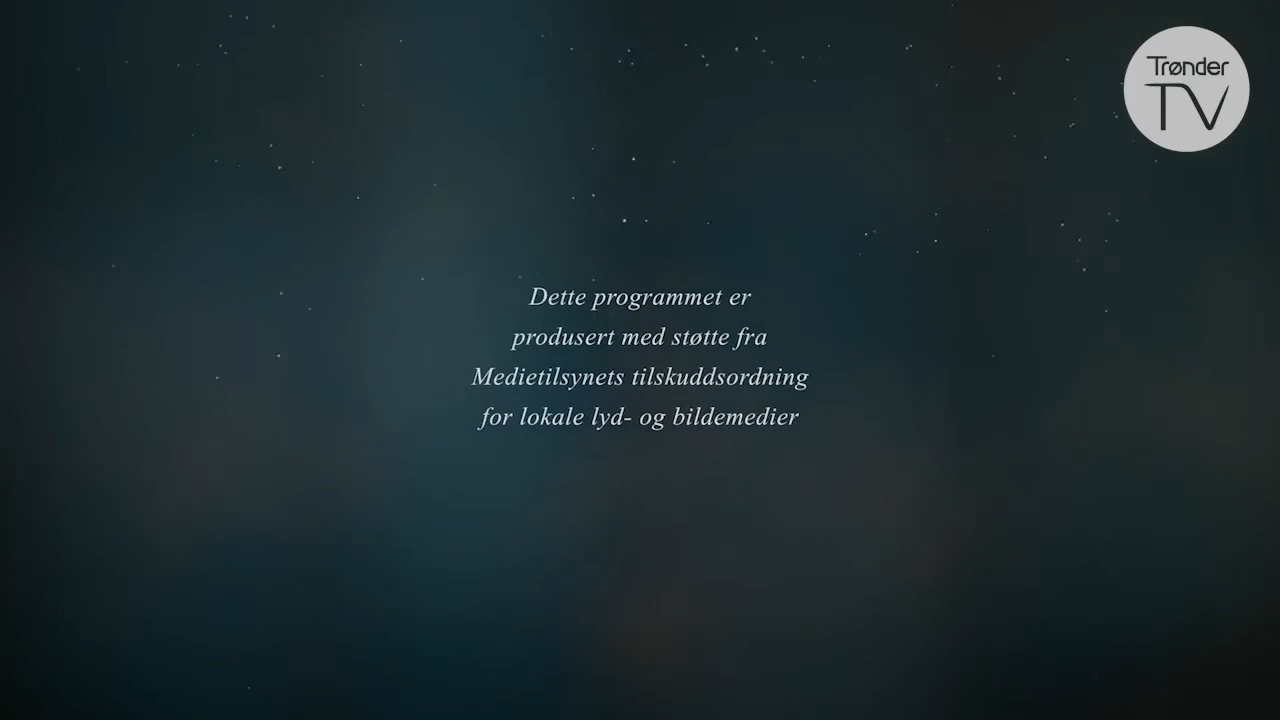 Trønder
TV
Dette programmet er
produsert med støtte fra
Medietilsynets tilskuddsordning
for lokale lyd- og bildemedier